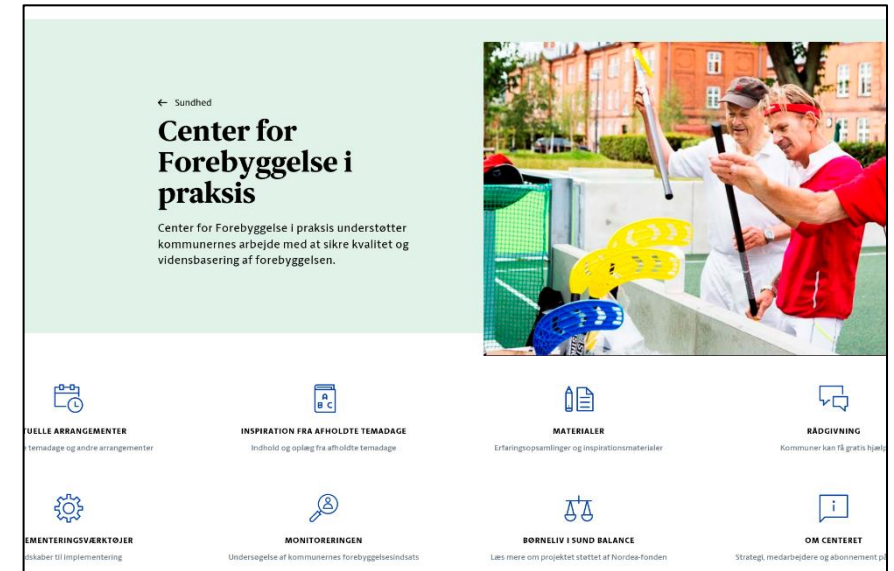 ← Sundhed
Center for
Forebyggelse i
praksis
Center for Forebyggelse i praksis understøtter
kommunernes arbejde med at sikre kvalitet og
vidensbasering af forebyggelsen.
TUELLE ARRANGEMENTER
temadage og andre arrangementer
INSPIRATION FRA AFHOLDTE TEMADAGE
Indhold og oplæg fra afholdte temadage
MATERIALER
Erfaringsopsamlinger og inspirationsmaterialer
RÅDGIVNING
Kommuner kan få gratis hjælp
EMENTERINGSVÆRKTØJER
dskaber til implementering
MONITORERINGEN
Undersøgelse af kommunernes forebyggelsesindsats
BØRNELIV I SUND BALANCE
Læs mere om projektet støttet af Nordea-fonden
OM CENTERET
Strategi, medarbejdere og abonnement på